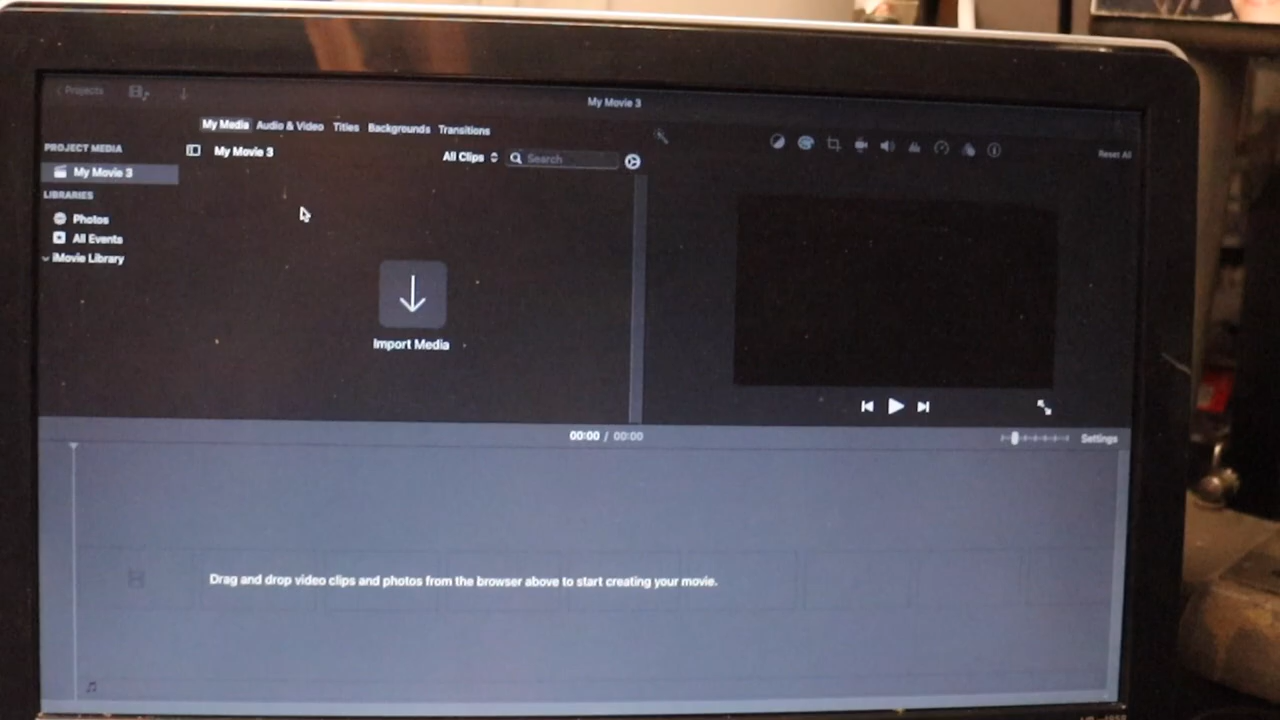 Projects
My Movie 3
My Media Audio & Video Titles Backgrounds Transitions
PROJECT MEDIA
My Movie 3
All Clips
Search
Reset All
My Movie 3
LIBRARIES
Photos
All Events
iMovie Library
Import Media
00:00 / 00:00
Settings
Drag and drop video clips and photos from the browser above to start creating your movie.